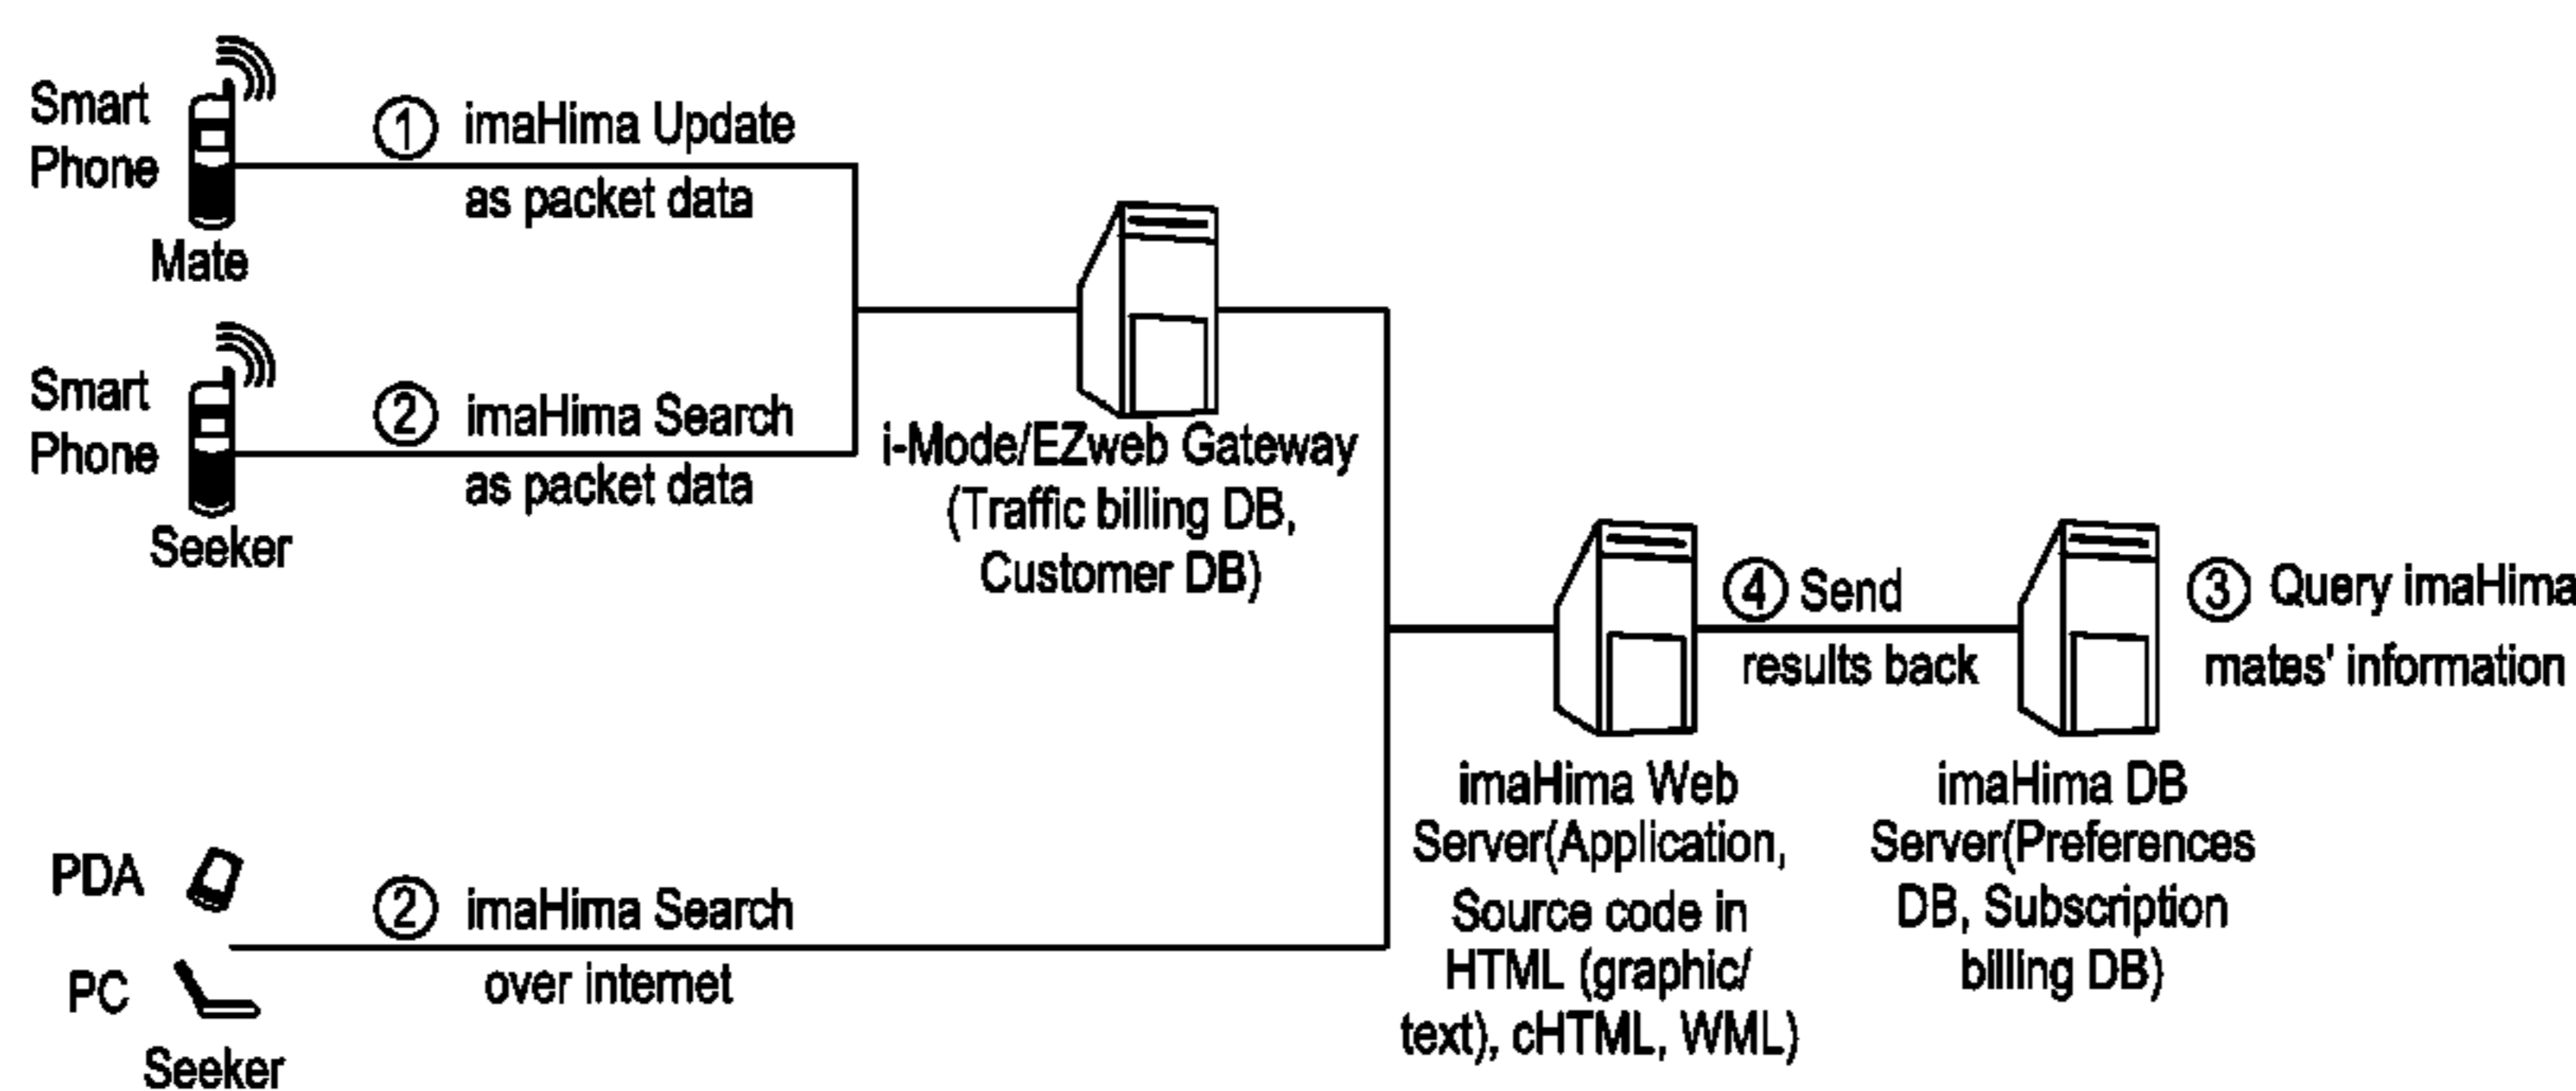 Smart
Phone
Mate
① imaHima Update
as packet data
Smart
Phone
Seeker
② imaHima Search
as packet data
i-Mode/EZweb Gateway
(Traffic billing DB,
Customer DB)
④ Send
results back
③ Query imaHima
mates' information
imaHima Web
Server(Application,
Source code in
HTML (graphic/
text), cHTML, WML)
imaHima DB
Server(Preferences
DB, Subscription
billing DB)
PDA
PC
Seeker
② imaHima Search
over internet